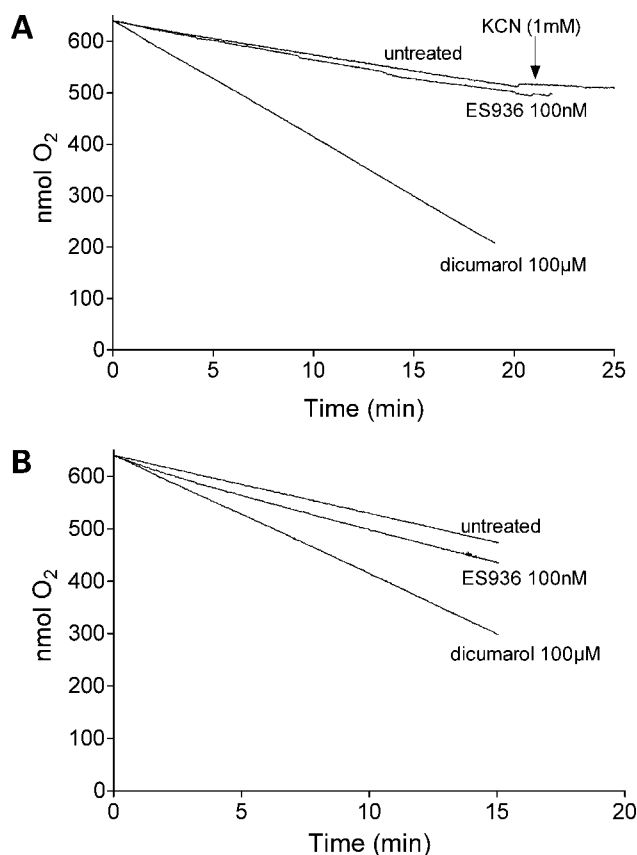 A
KCN (1mM)
untreated
ES936 100nM
dicumarol 100µM
nmol O₂
600
500
400
300
200
100
0
0 5 10 15 20 25
Time (min)
B
untreated
ES936 100nM
dicumarol 100µM
nmol O₂
600
500
400
300
200
100
0
0 5 10 15 20
Time (min)